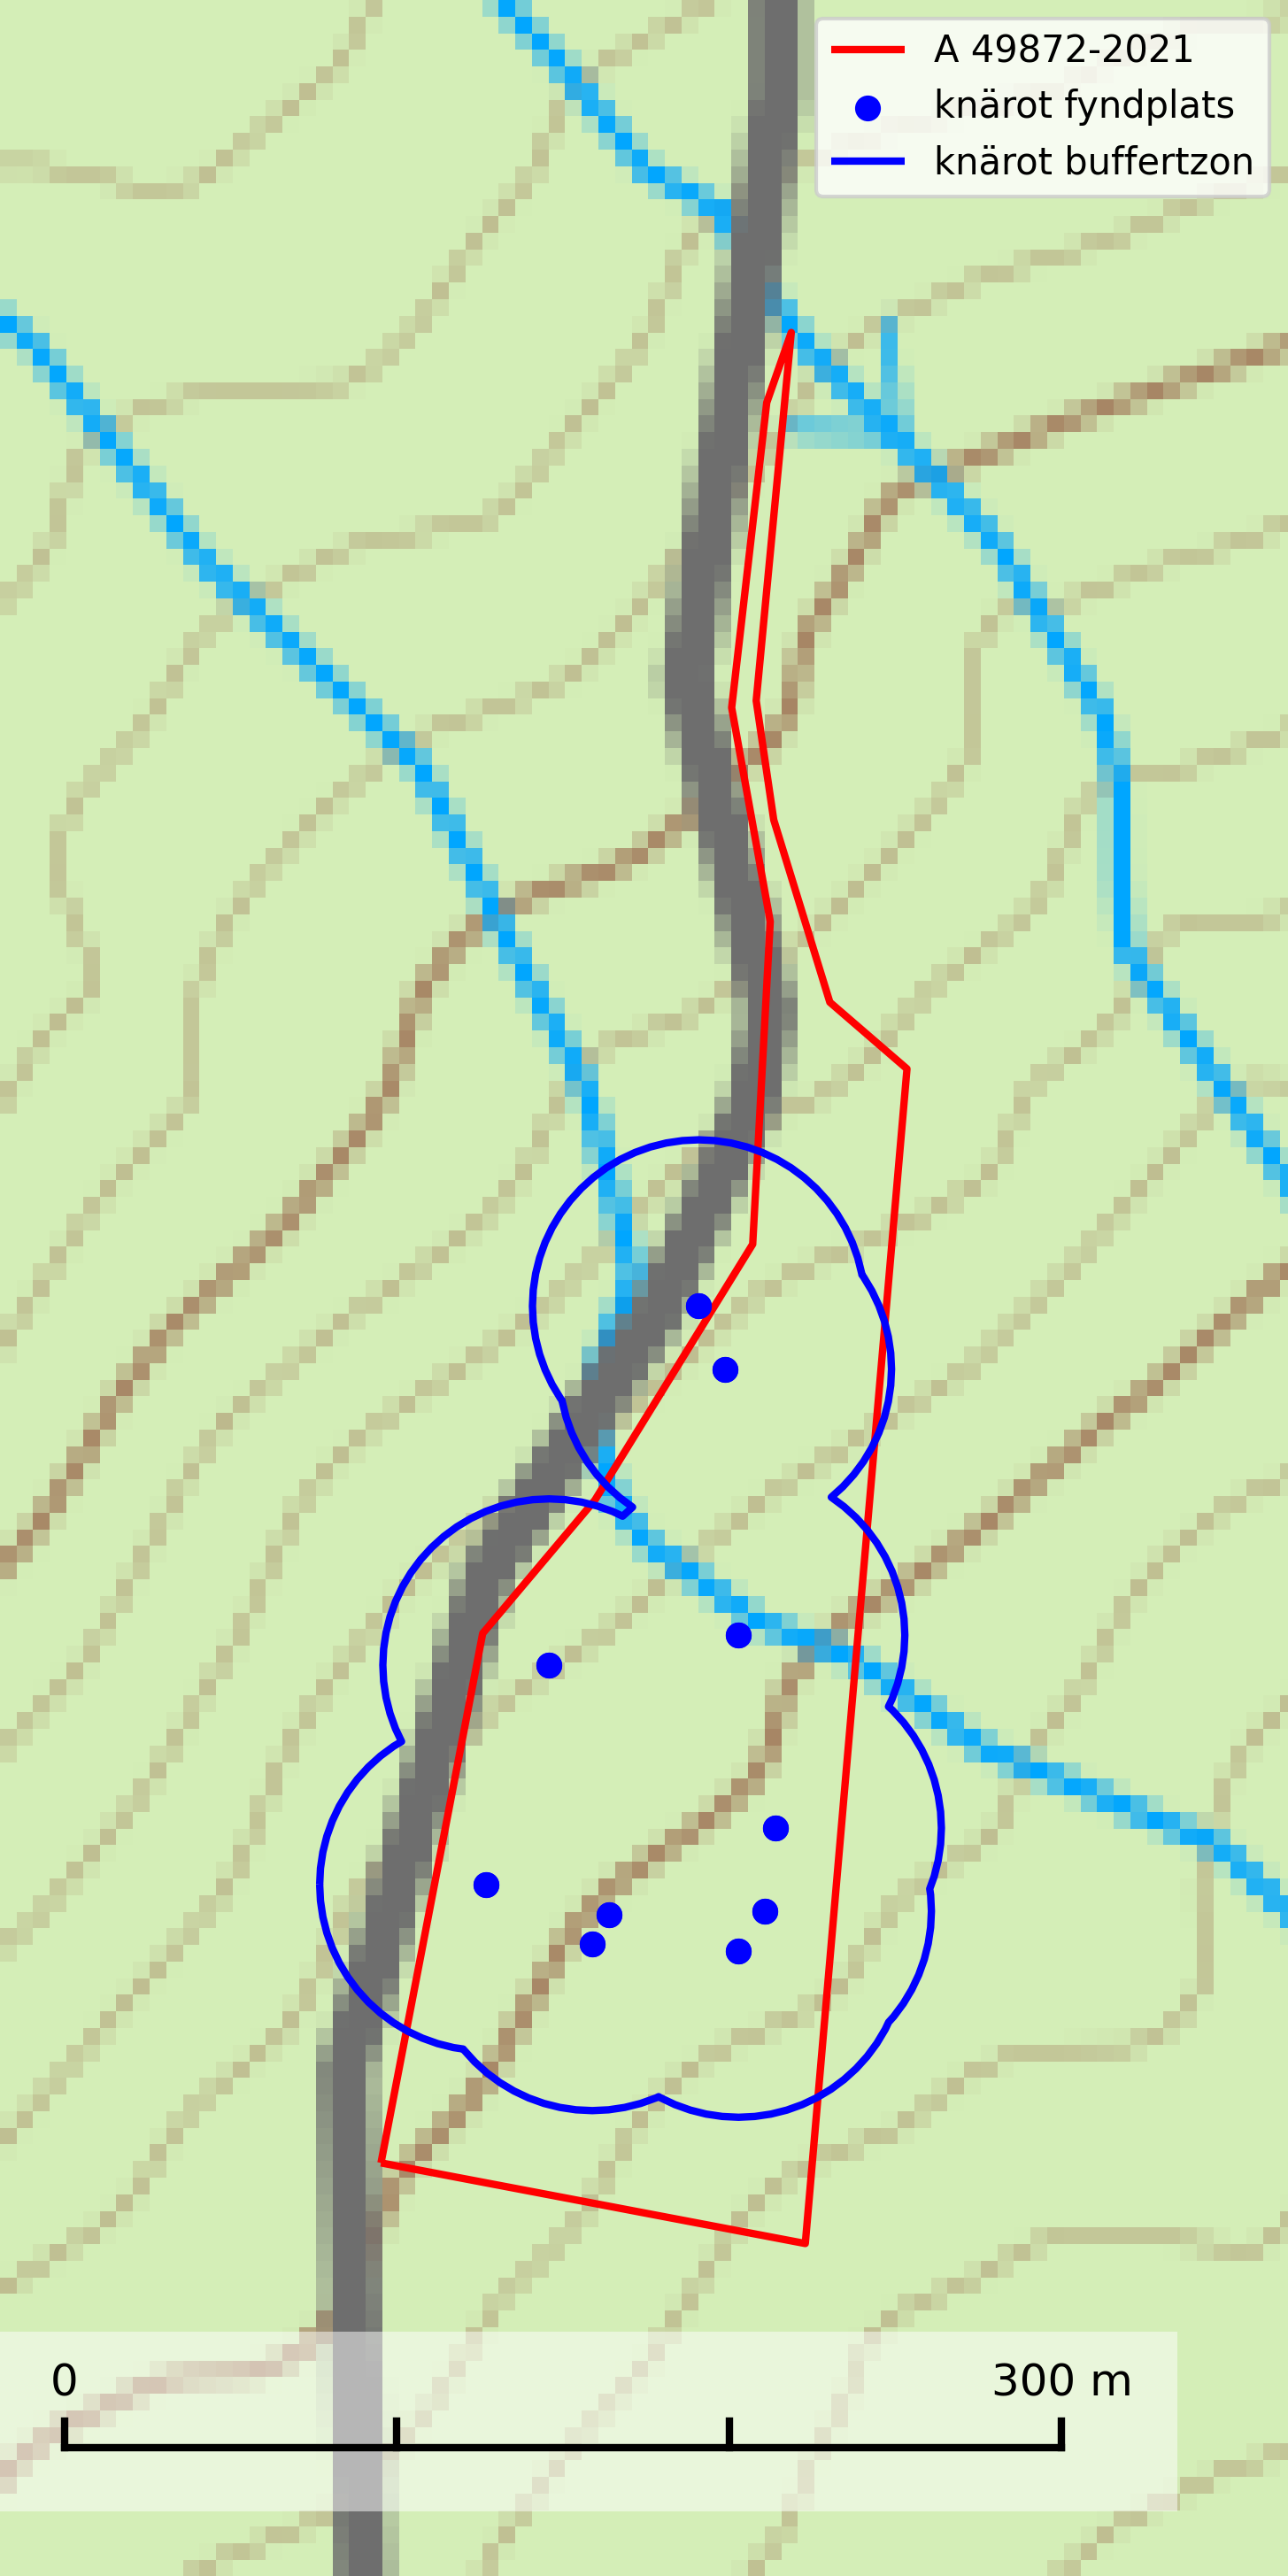 A 49872-2021
knärot fyndplats
knärot buffertzon
0 300 m